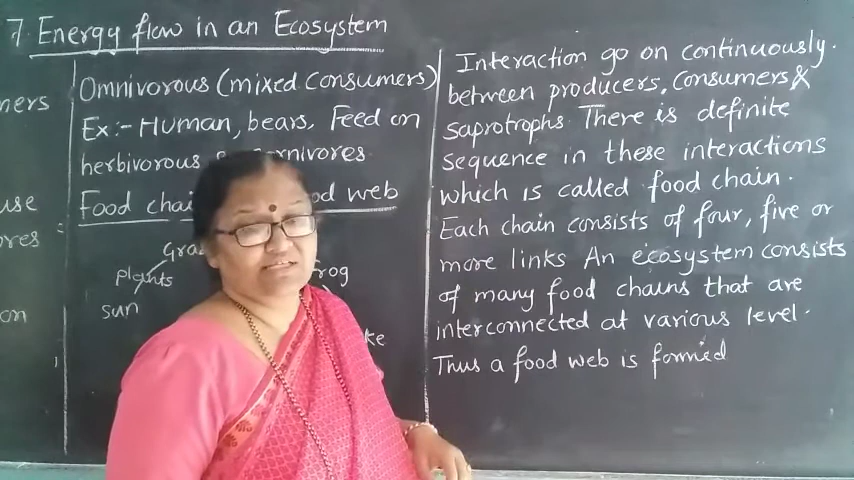 7. Energy flow in an Ecosystem
ners
use
ores =
on
Omnivorous (mixed Consumers)
Ex:- Human, bears, Feed on
herbivorous rnivores
Food chai od web
Gra
plants
sun
rog
ke
Interaction go on continuously.
between producers, Consumers &
saprotrophs There is definite
sequence in these interactions
which is called food chain.
Each chain consists of four, five or
more links An ecosystem consists
of many food chains that are
interconnected at various level.
Thus a food web is formed